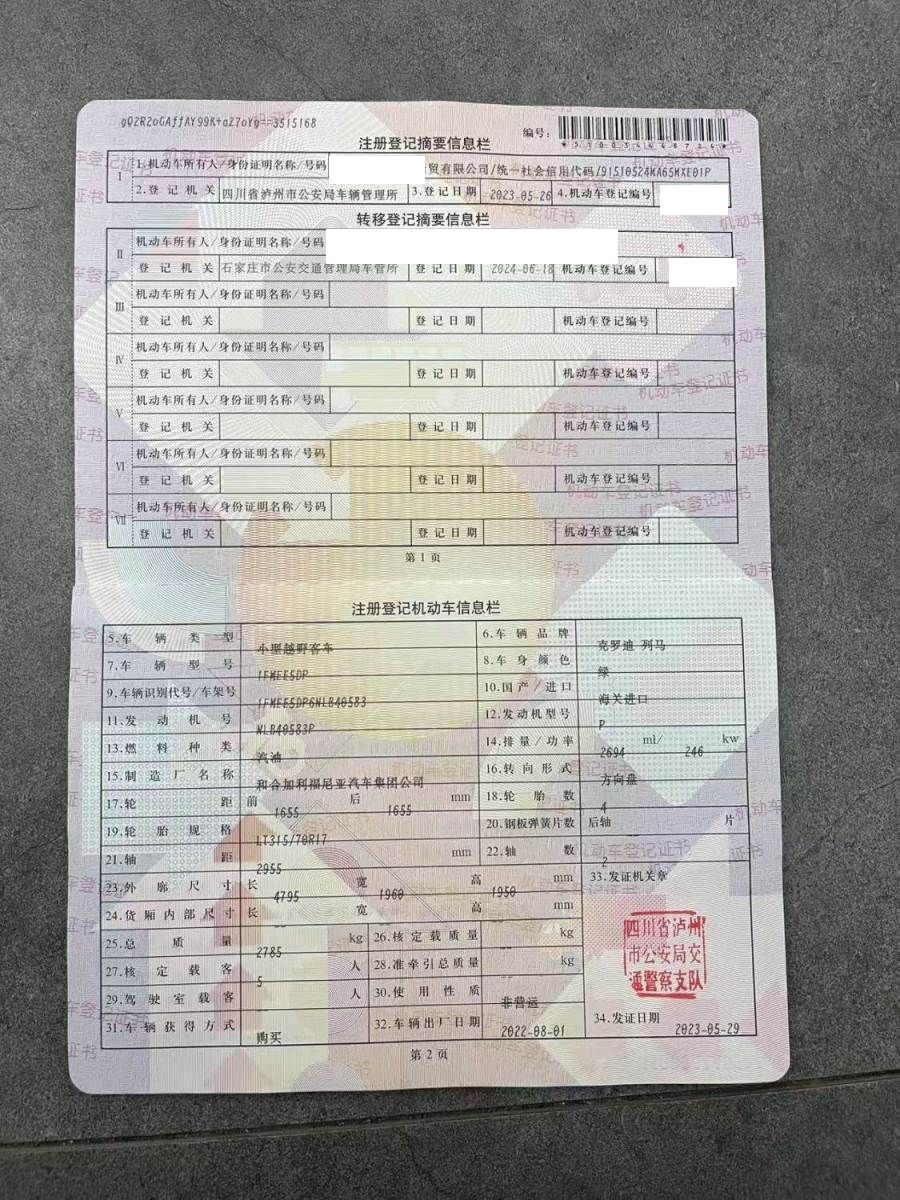 gQ2R2oGAffAY99K+aZ7oYg==3515168
注册登记摘要信息栏
编号:
I 1.机动车所有人/身份证明名称/号码 贸有限公司/统一社会信用代码/91510524MA65MXE01P
2.登记机关 四川省泸州市公安局车辆管理所 3.登记日期 2023-05-26 4.机动车登记编号
转移登记摘要信息栏
II 机动车所有人/身份证明名称/号码
登记机关 石家庄市公安交通管理局车管所 登记日期 2024-06-18 机动车登记编号
III 机动车所有人/身份证明名称/号码
登记机关 登记日期 机动车登记编号
IV 机动车所有人/身份证明名称/号码
登记机关 登记日期 机动车登记编号
V 机动车所有人/身份证明名称/号码
登记机关 登记日期 机动车登记编号
VI 机动车所有人/身份证明名称/号码
登记机关 登记日期 机动车登记编号
VII 机动车所有人/身份证明名称/号码
登记机关 登记日期 机动车登记编号
第1页
注册登记机动车信息栏
5.车辆类型 小型越野客车 6.车辆品牌 克罗迪 列马
7.车辆型号 1FMEE5DP 8.车身颜色 绿
9.车辆识别代号/车架号 1FMEE5DP6NLB40583 10.国产/进口 海关进口
11.发动机号 NLB40583P 12.发动机型号 P
13.燃料种类 汽油 14.排量/功率 2694 ml/ 246 kw
15.制造厂名称 和合加利福尼亚汽车集团公司 16.转向形式 方向盘
17.轮距 前 1655 后 1655 mm 18.轮胎数 4
19.轮胎规格 LT315/70R17 20.钢板弹簧片数 后轴 片
21.轴距 2955 mm 22.轴数 2
23.外廓尺寸 长 4795 宽 1960 高 1950 mm 33.发证机关章
24.货厢内部尺寸 长 宽 高 mm
25.总质量 2785 kg 26.核定载质量 kg
27.核定载客 5 人 28.准牵引总质量 kg
29.驾驶室载客 人 30.使用性质 非营运
31.车辆获得方式 购买 32.车辆出厂日期 2022-08-01 34.发证日期 2023-05-29
四川省泸州
市公安局交
通警察支队
第2页